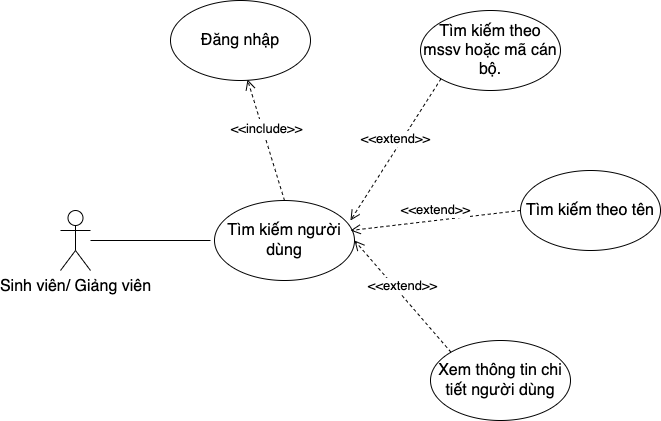 Đăng nhập
Tìm kiếm theo
mssv hoặc mã cán
bộ.
<<include>>
<<extend>>
Tìm kiếm theo tên
<<extend>>
Tìm kiếm người
dùng
Sinh viên/ Giảng viên
<<extend>>
Xem thông tin chi
tiết người dùng